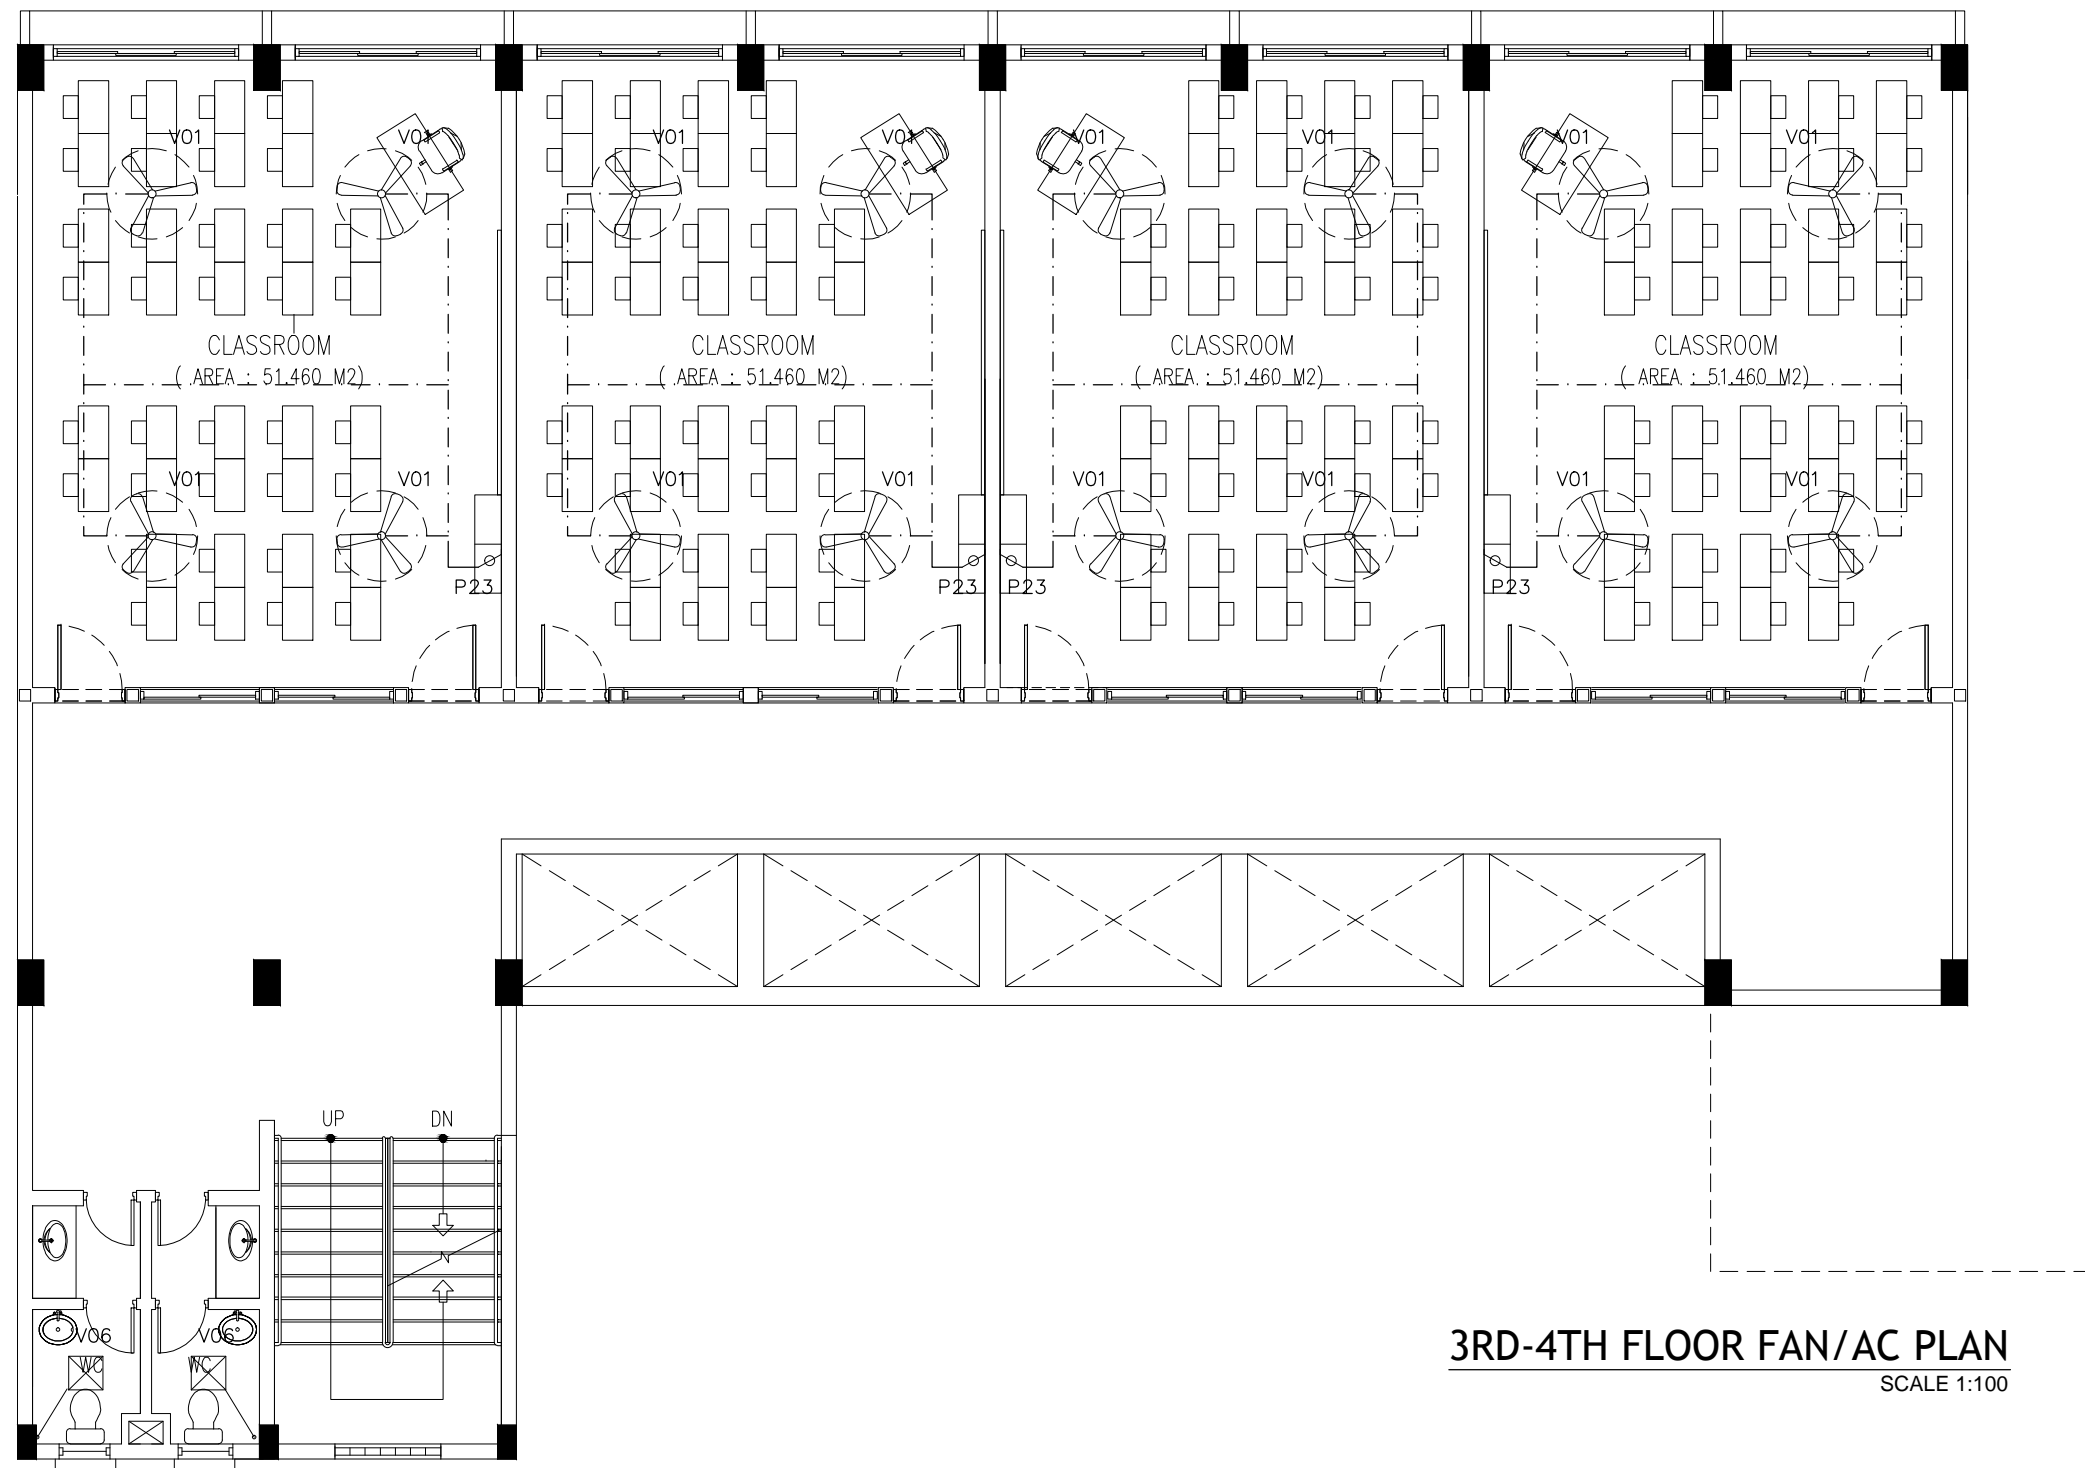 V01 V01 V01 V01 V01 V01 V01 V01
CLASSROOM CLASSROOM CLASSROOM CLASSROOM
( AREA : 51.460 M2) ( AREA : 51.460 M2) ( AREA : 51.460 M2) ( AREA : 51.460 M2)
V01 V01 V01 V01 V01 V01 V01 V01
P23 P23 P23 P23
UP DN
N
V06 V06
WC WC
3RD-4TH FLOOR FAN/AC PLAN
SCALE 1:100